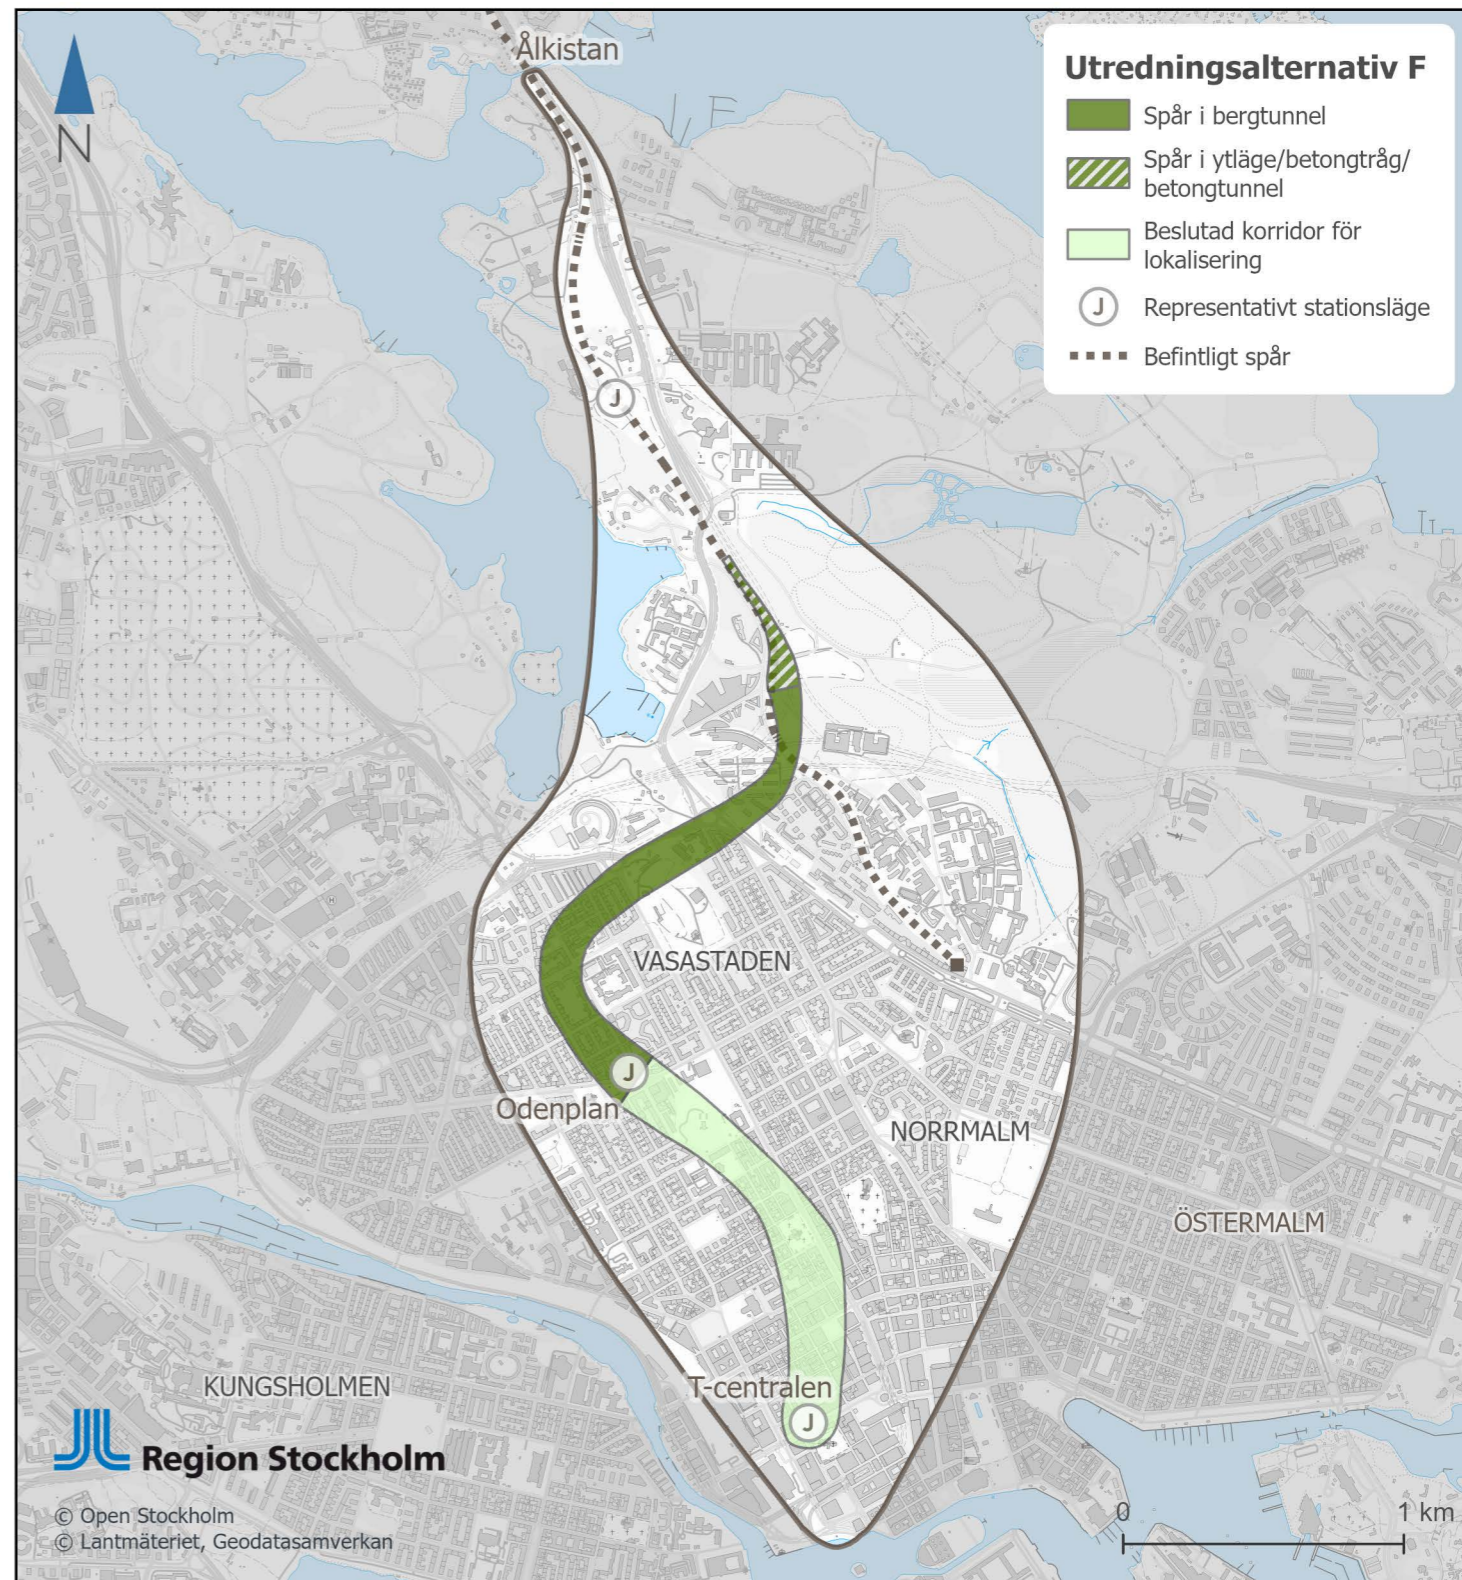 Ålkistan
N
Utredningsalternativ F
Spår i bergtunnel
Spår i ytläge/betongtråg/
betongtunnel
Beslutad korridor för
lokalisering
J
Representativt stationsläge
Befintligt spår
J
VASASTADEN
J
Odenplan
NORRMALM
ÖSTERMALM
T-centralen
J
KUNGSHOLMEN
Region Stockholm
© Open Stockholm
© Lantmäteriet, Geodatasamverkan
0
1 km